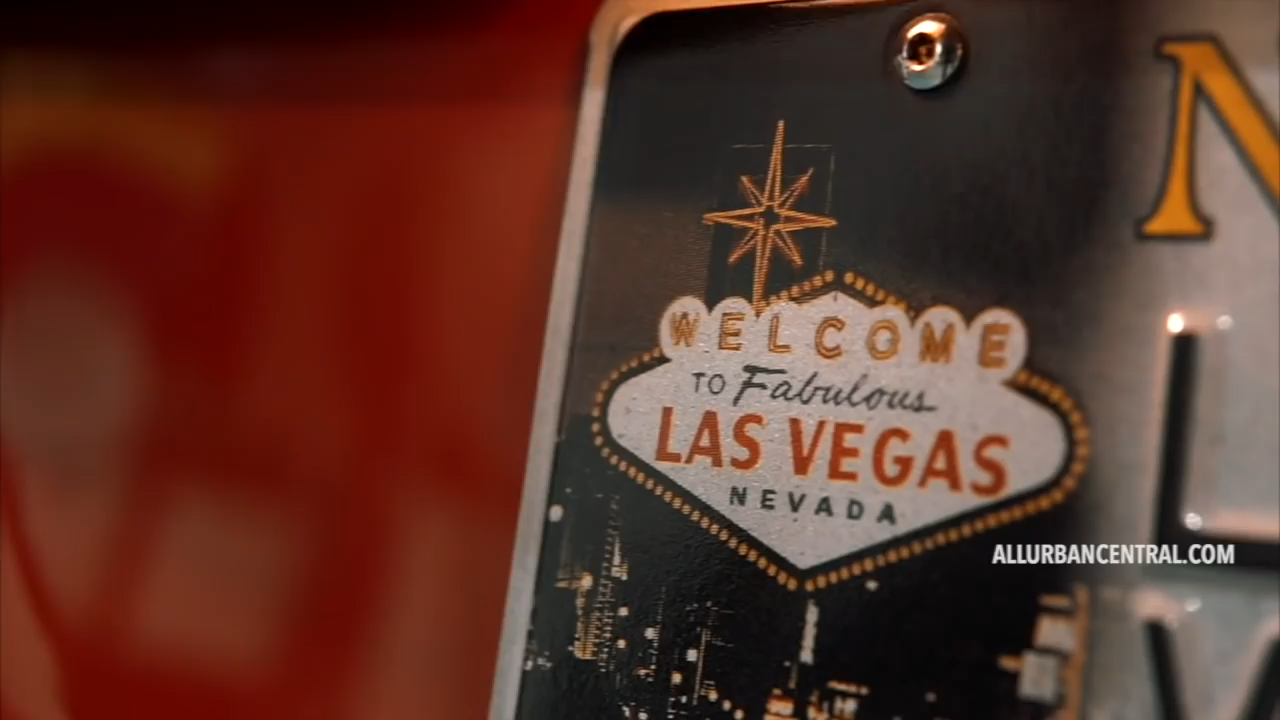 WELCOME
TO Fabulous
LAS VEGAS
NEVADA
N
L
ALLURBANCENTRAL.COM